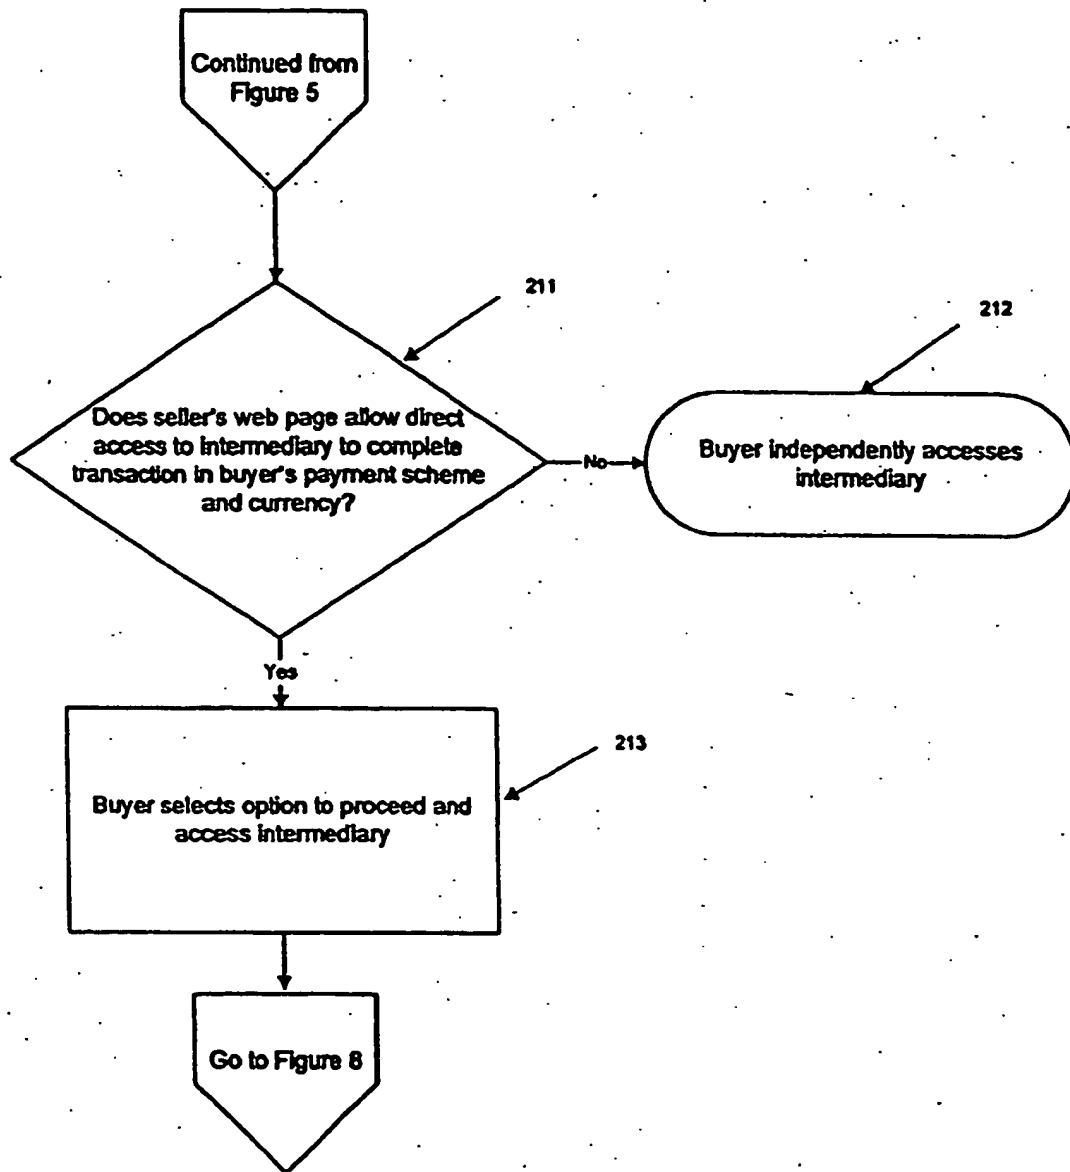 Continued from
Figure 5
211
212
Does seller's web page allow direct
access to intermediary to complete
transaction in buyer's payment scheme
and currency?
No
Buyer independently accesses
intermediary
Yes
213
Buyer selects option to proceed and
access intermediary
Go to Figure 8